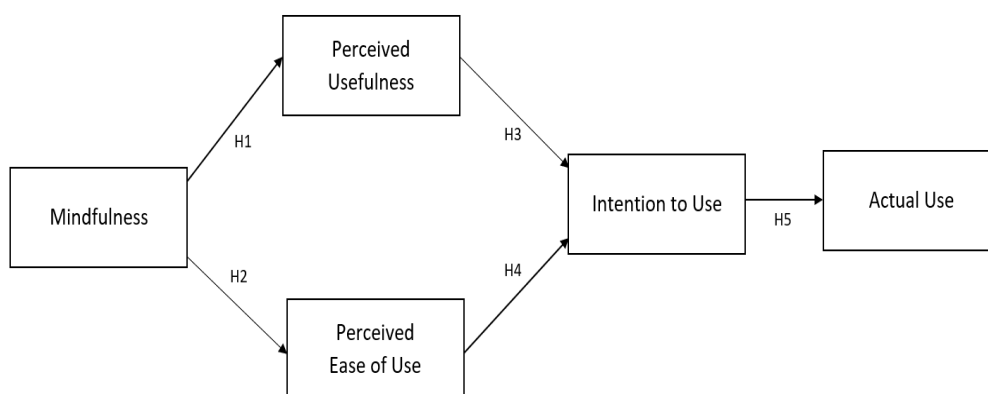 Perceived
Usefulness
H1
H3
Mindfulness
Intention to Use
H5
Actual Use
H2
H4
Perceived
Ease of Use